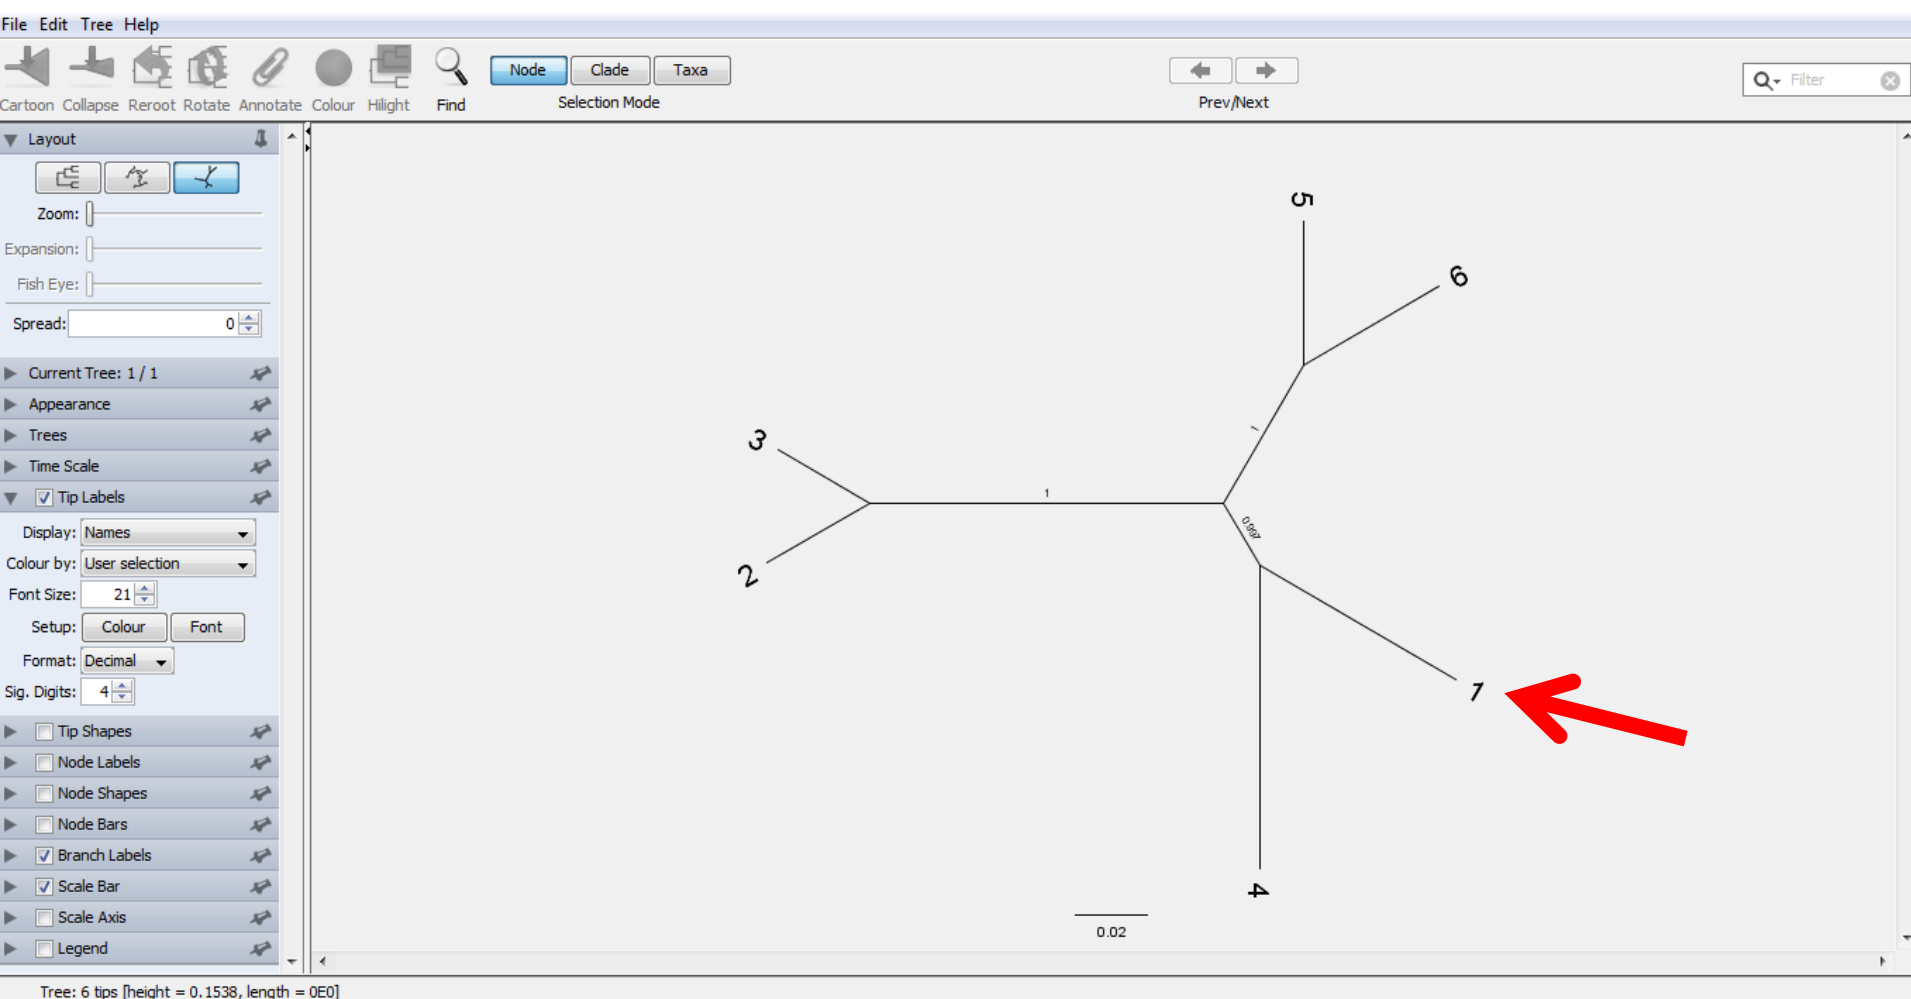 File Edit Tree Help
Cartoon Collapse Reroot Rotate Annotate Colour Hilight Find
Node Clade Taxa
Selection Mode
Prev/Next
Filter
Layout
Zoom:
Expansion:
Fish Eye:
Spread: 0
Current Tree: 1 / 1
Appearance
Trees
Time Scale
Tip Labels
Display: Names
Colour by: User selection
Font Size: 21
Setup: Colour Font
Format: Decimal
Sig. Digits: 4
Tip Shapes
Node Labels
Node Shapes
Node Bars
Branch Labels
Scale Bar
Scale Axis
Legend
5
6
1
3
1
0.997
2
1
4
0.02
Tree: 6 tips [height = 0.1538, length = 0E0]